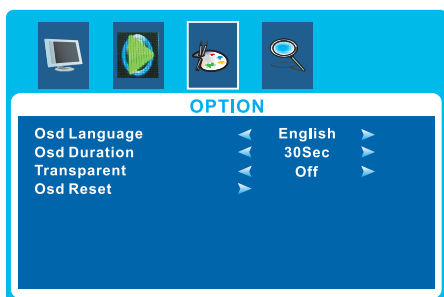 OPTION
Osd Language English
Osd Duration 30Sec
Transparent Off
Osd Reset